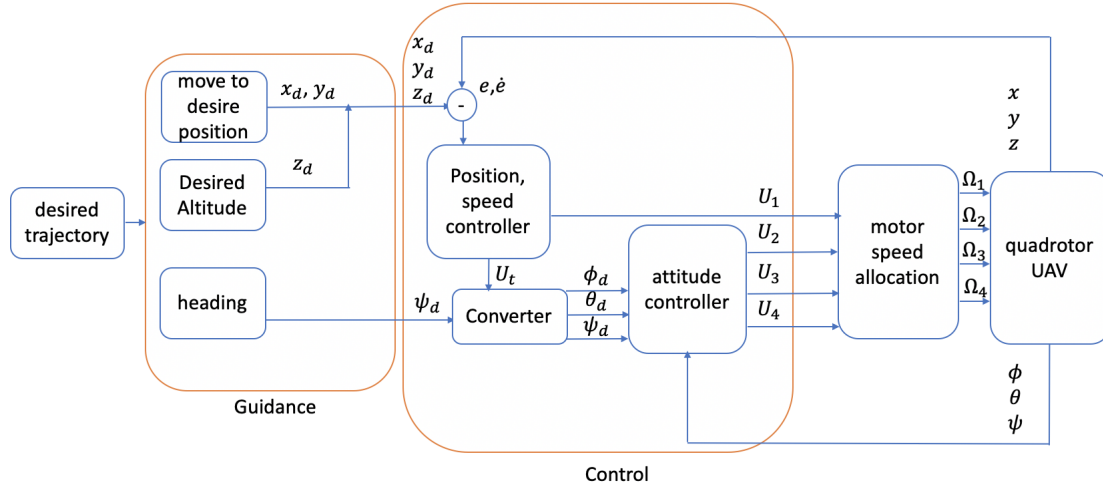 desired
trajectory
move to
desire
position
Desired
Altitude
heading
Guidance
x_d, y_d
z_d
ψ_d
x_d
y_d
z_d
-
e,ė
Position,
speed
controller
U_t
Converter
ϕ_d
θ_d
ψ_d
attitude
controller
U_1
U_2
U_3
U_4
Control
motor
speed
allocation
Ω_1
Ω_2
Ω_3
Ω_4
quadrotor
UAV
x
y
z
ϕ
θ
ψ